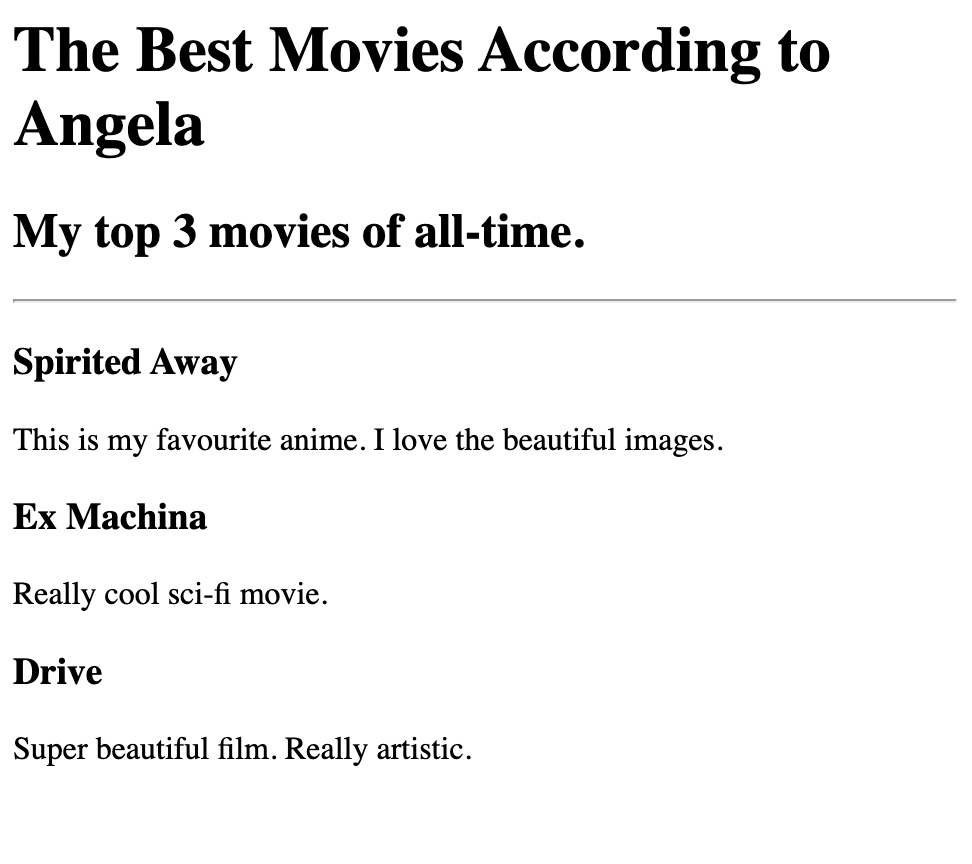 The Best Movies According to
Angela
My top 3 movies of all-time.
Spirited Away
This is my favourite anime. I love the beautiful images.
Ex Machina
Really cool sci-fi movie.
Drive
Super beautiful film. Really artistic.